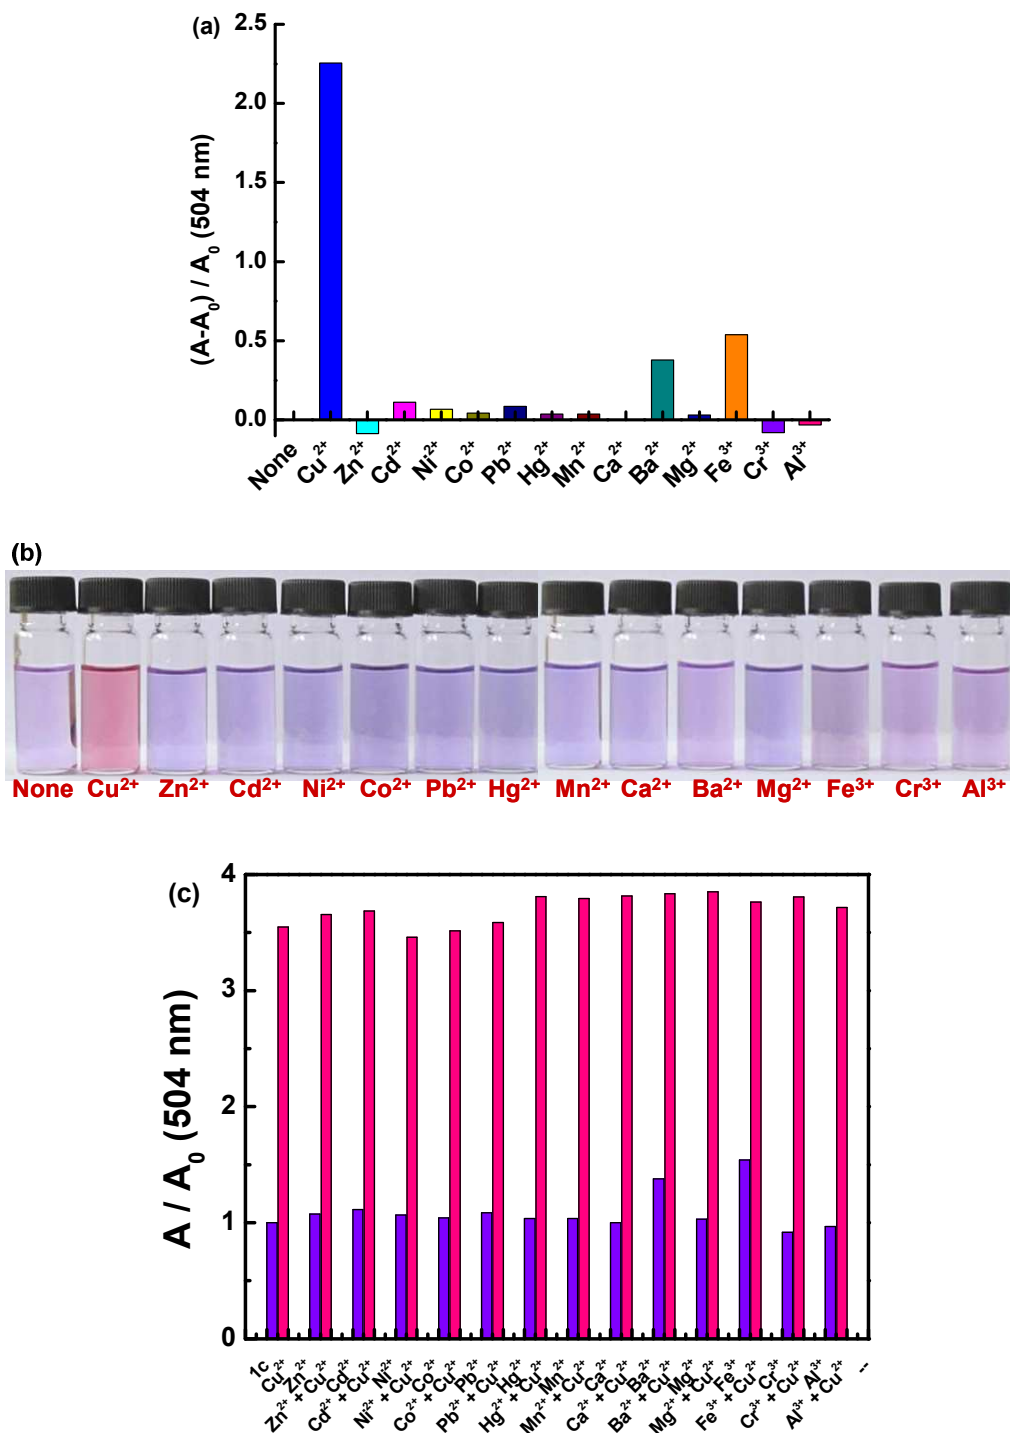 (a)
(A-A₀) / A₀ (504 nm)
2.5
2.0
1.5
1.0
0.5
0.0
None Cu²⁺ Zn²⁺ Cd²⁺ Ni²⁺ Co²⁺ Pb²⁺ Hg²⁺ Mn²⁺ Ca²⁺ Ba²⁺ Mg²⁺ Fe³⁺ Cr³⁺ Al³⁺
(b)
None Cu²⁺ Zn²⁺ Cd²⁺ Ni²⁺ Co²⁺ Pb²⁺ Hg²⁺ Mn²⁺ Ca²⁺ Ba²⁺ Mg²⁺ Fe³⁺ Cr³⁺ Al³⁺
(c)
A / A₀ (504 nm)
4
3
2
1
0
1c
Cu²⁺
Zn²⁺
Zn²⁺ + Cu²⁺
Cd²⁺
Cd²⁺ + Cu²⁺
Ni²⁺
Ni²⁺ + Cu²⁺
Co²⁺
Co²⁺ + Cu²⁺
Pb²⁺
Pb²⁺ + Cu²⁺
Hg²⁺
Hg²⁺ + Cu²⁺
Mn²⁺
Mn²⁺ + Cu²⁺
Ca²⁺
Ca²⁺ + Cu²⁺
Ba²⁺
Ba²⁺ + Cu²⁺
Mg²⁺
Mg²⁺ + Cu²⁺
Fe³⁺
Fe³⁺ + Cu²⁺
Cr³⁺
Cr³⁺ + Cu²⁺
Al³⁺
Al³⁺ + Cu²⁺
--